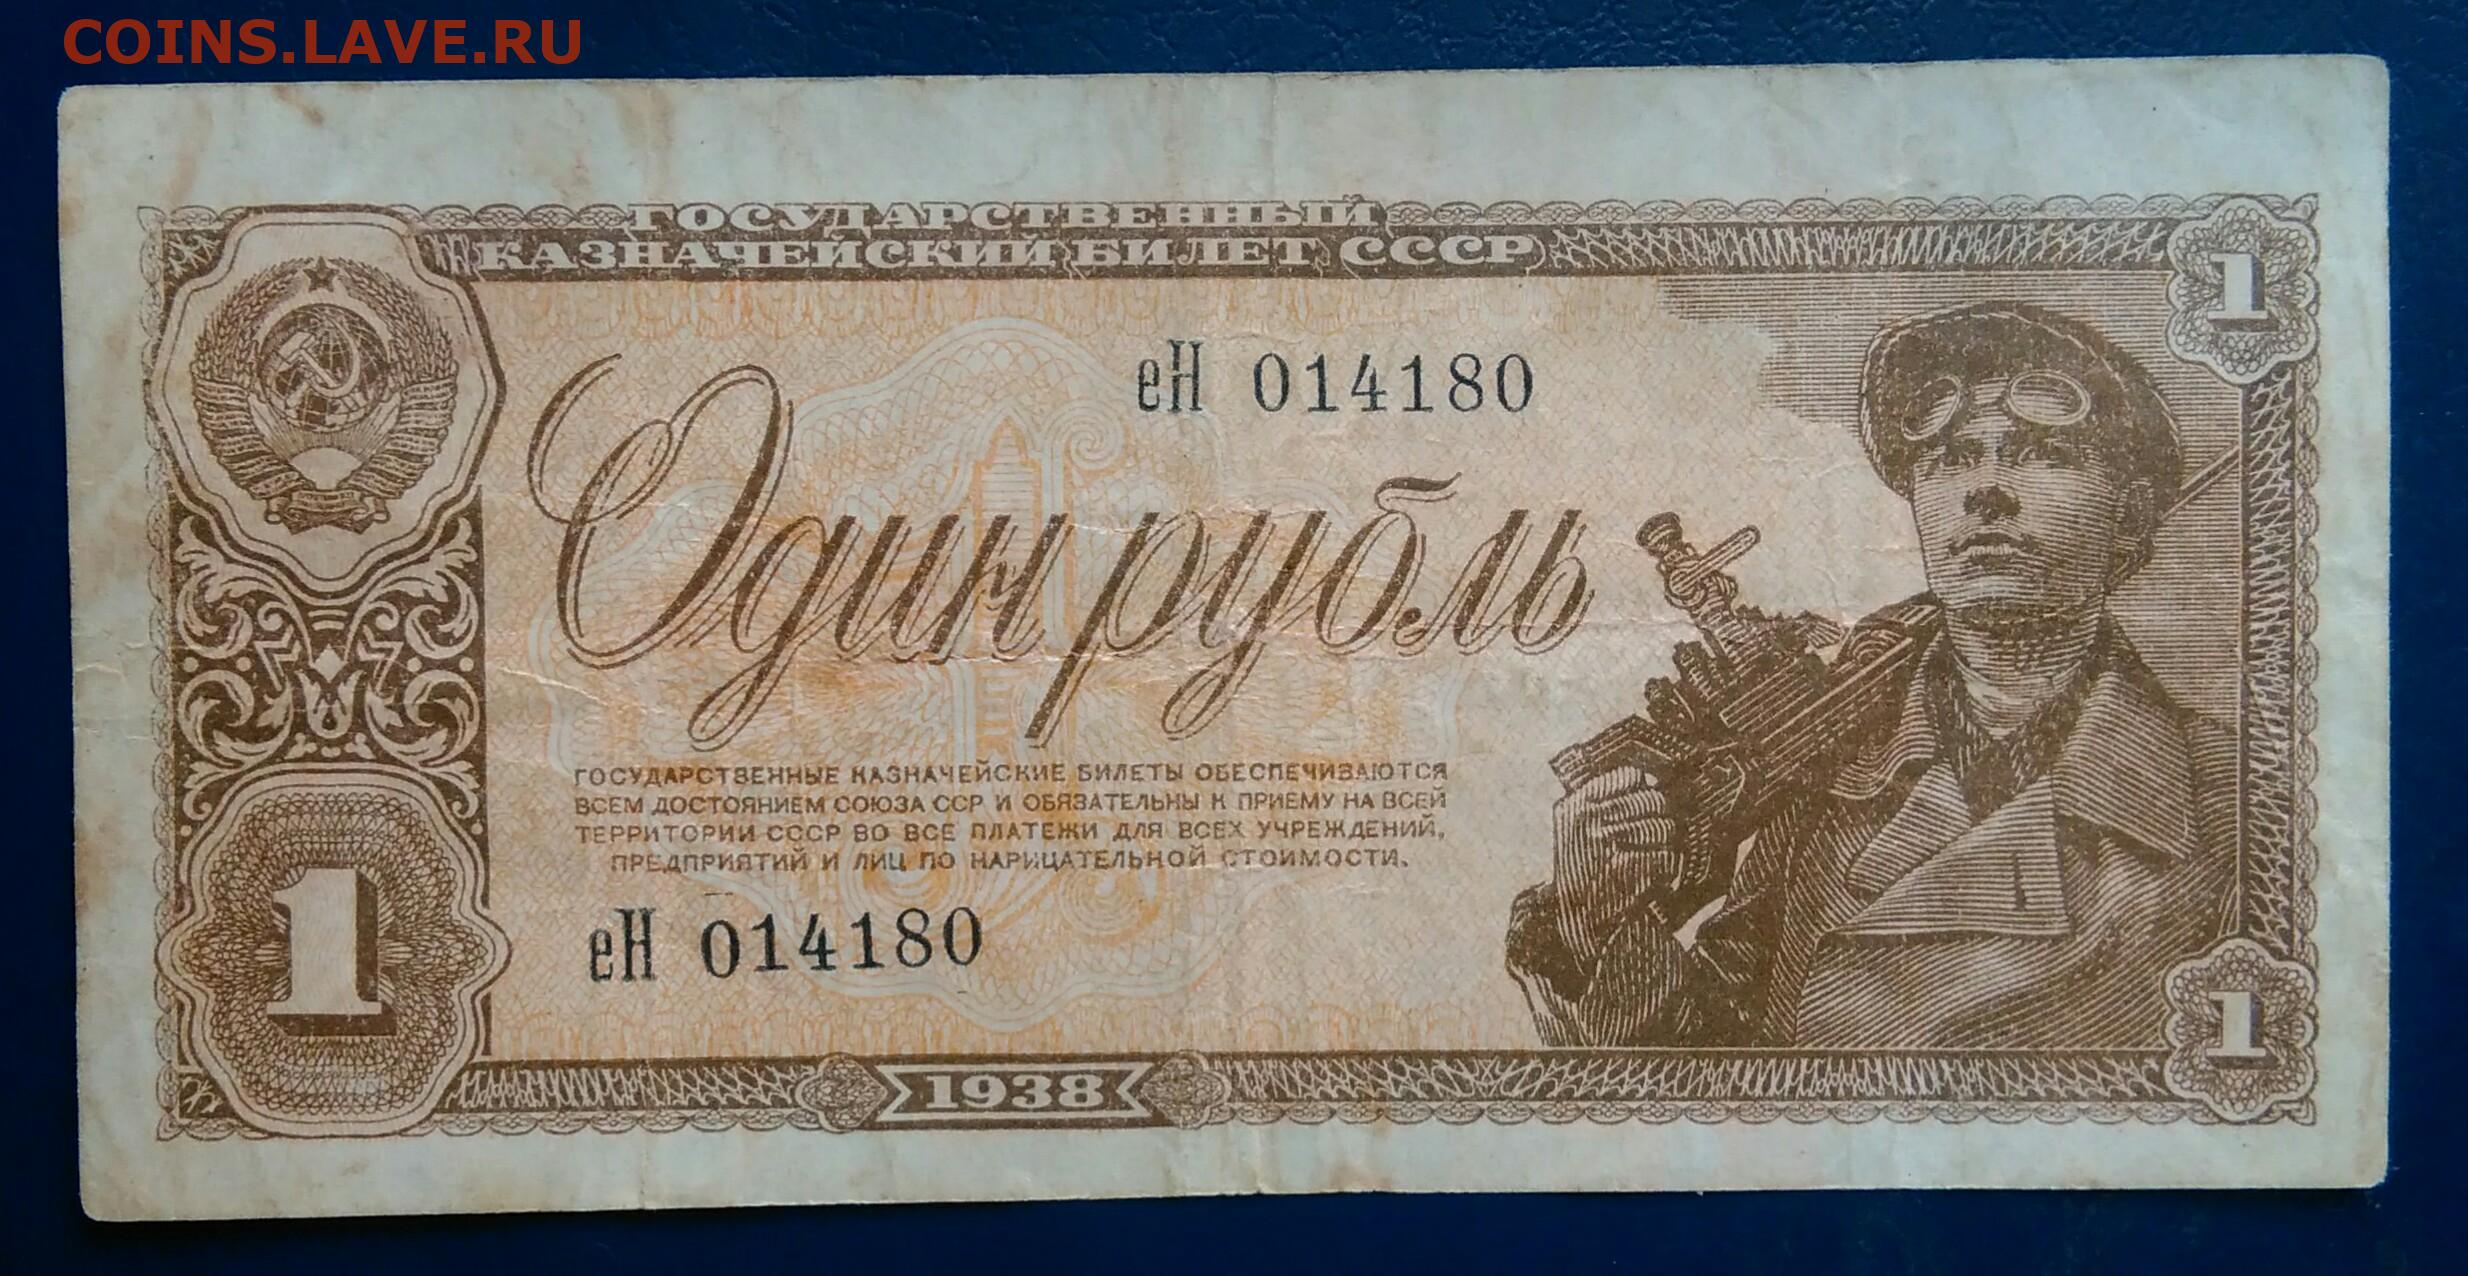 COINS.LAVE.RU
ГОСУДАРСТВЕННЫЙ
КАЗНАЧЕЙСКИЙ БИЛЕТ СССР
1
еН 014180
Один рубль
ГОСУДАРСТВЕННЫЕ КАЗНАЧЕЙСКИЕ БИЛЕТЫ ОБЕСПЕЧИВАЮТСЯ
ВСЕМ ДОСТОЯНИЕМ СОЮЗА ССР И ОБЯЗАТЕЛЬНЫ К ПРИЕМУ НА ВСЕЙ
ТЕРРИТОРИИ СССР ВО ВСЕ ПЛАТЕЖИ ДЛЯ ВСЕХ УЧРЕЖДЕНИЙ,
ПРЕДПРИЯТИЙ И ЛИЦ ПО НАРИЦАТЕЛЬНОЙ СТОИМОСТИ.
1
еН 014180
1
1938